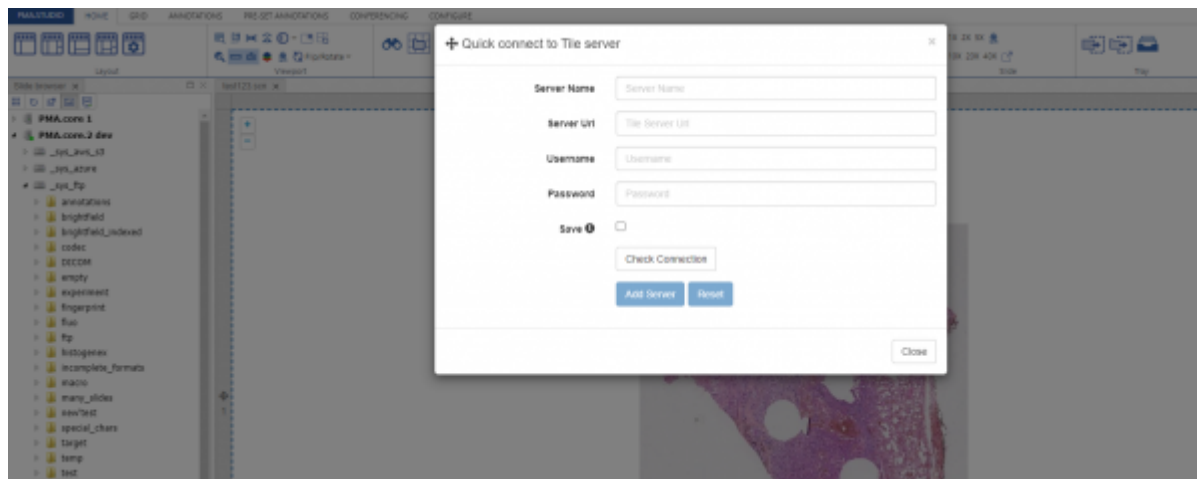 PMA.STUDIO HOME GRID ANNOTATIONS PRE-SET ANNOTATIONS CONFERENCING CONFIGURE
Flip/Rotate
Layout Viewport Slide Tray
Slide browser
Quick connect to Tile server
Server Name Server Name
Server Url Tile Server Url
Username Username
Password Password
Save
Check Connection
Add Server Reset
Close
PMA.core 1
PMA.core.2 dev
_sys_aws_s3
_sys_azure
_sys_ftp
annotations
brightfield
brightfield_indexed
codec
DICOM
empty
experiment
fingerprint
fluo
ftp
histogenex
incomplete_formats
macro
many_slides
new'test
special_chars
target
temp
test